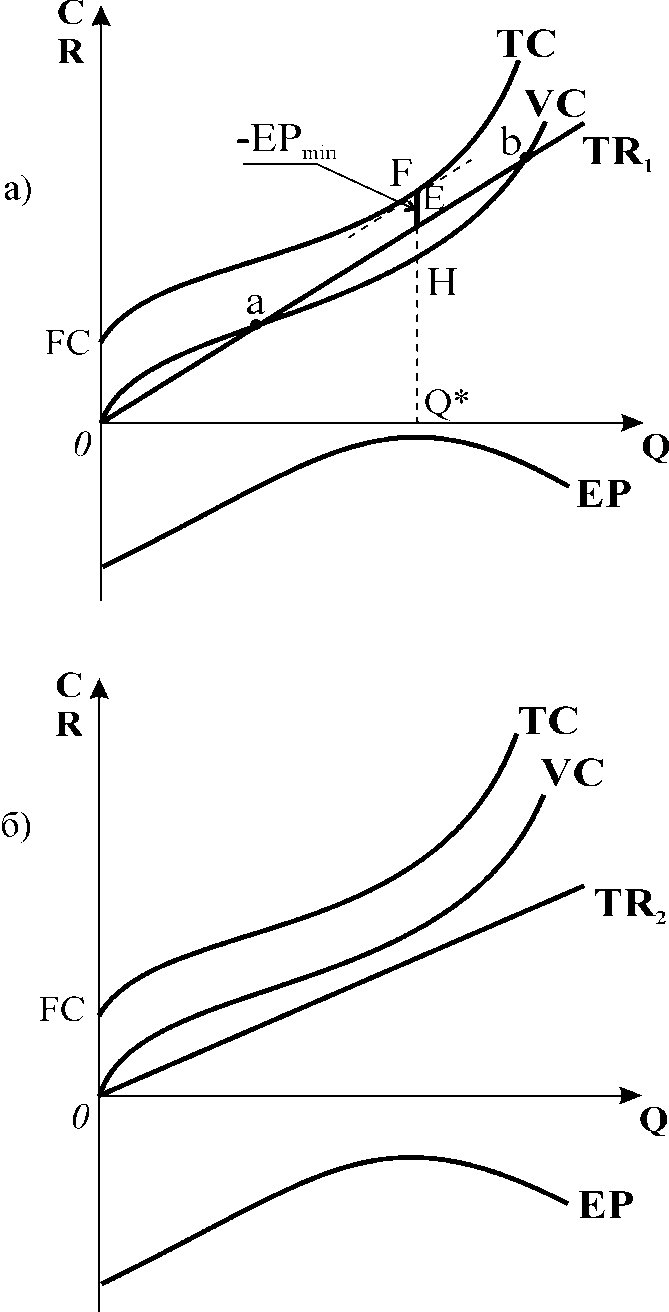 C
R
TC
VC
b
TR₁
-EPmin
F
E
а)
H
a
FC
Q*
0
Q
EP
C
R
TC
VC
б)
TR₂
FC
0
Q
EP